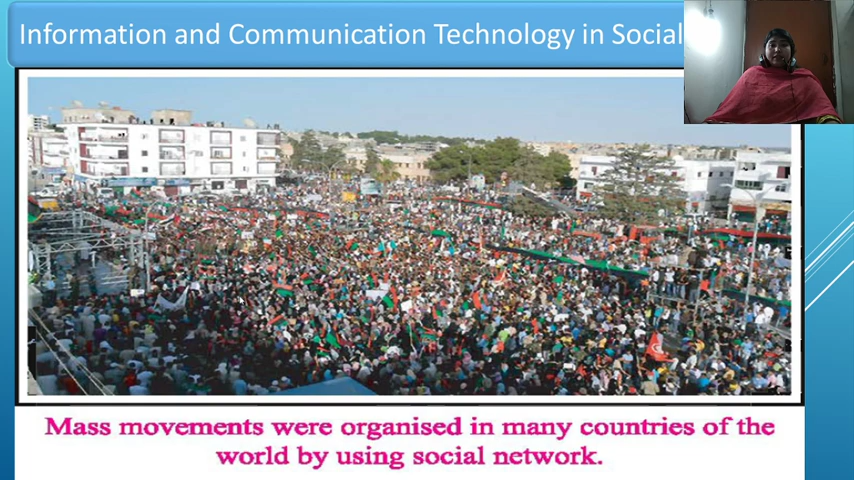 Information and Communication Technology in Social
Mass movements were organised in many countries of the
world by using social network.